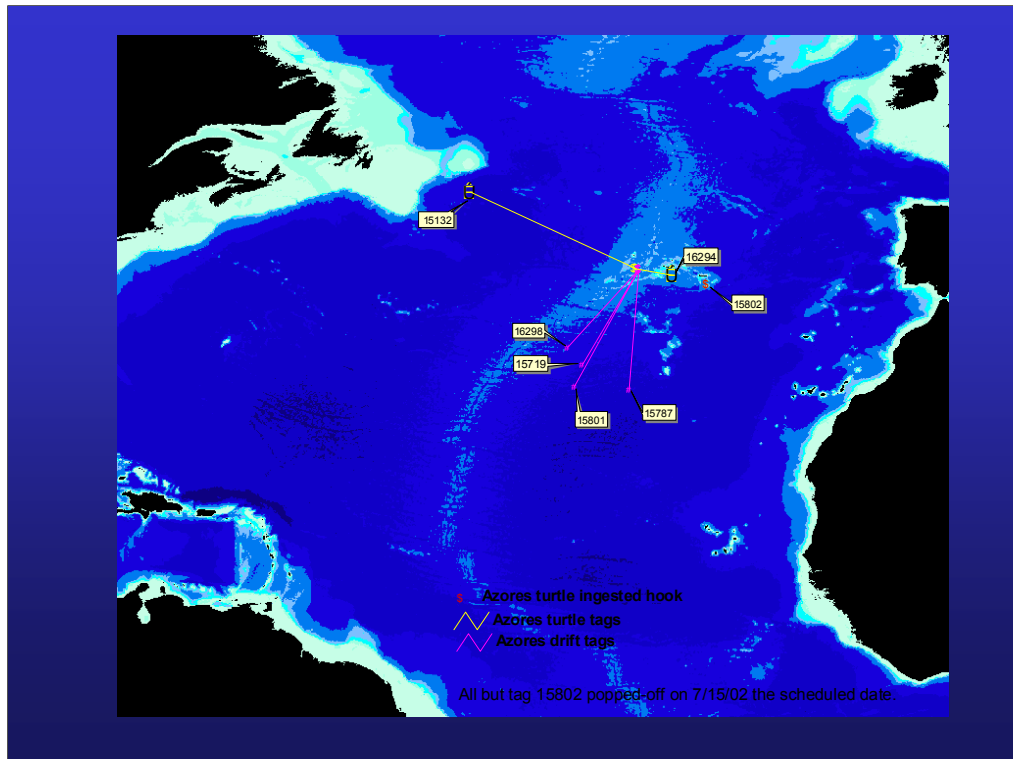 15132
16294
15802
16298
15719
15801
15787
$ Azores turtle ingested hook
Azores turtle tags
Azores drift tags
All but tag 15802 popped-off on 7/15/02 the scheduled date.